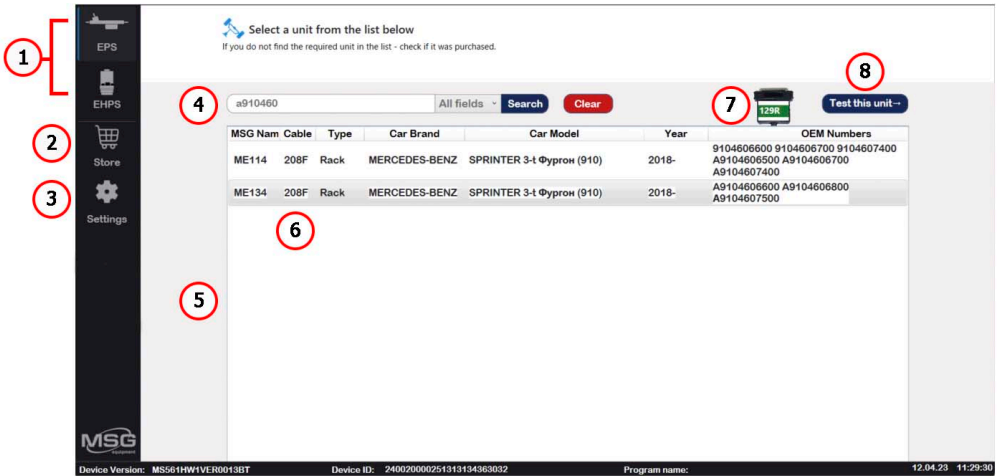 1
EPS
EHPS
2
Store
3
Settings
Select a unit from the list below
If you do not find the required unit in the list - check if it was purchased.
4
a910460
All fields
Search
Clear
7
129R
8
Test this unit→
MSG Nam Cable Type Car Brand Car Model Year OEM Numbers
ME114 208F Rack MERCEDES-BENZ SPRINTER 3-t Фургон (910) 2018- 9104606600 9104606700 9104607400
A9104606500 A9104606700
A9104607400
ME134 208F Rack MERCEDES-BENZ SPRINTER 3-t Фургон (910) 2018- A9104606600 A9104606800
A9104607500
6
5
MSG
equipment
Device Version: MS561HW1VER0013BT Device ID: 240020000251313134363032 Program name: 12.04.23 11:29:30